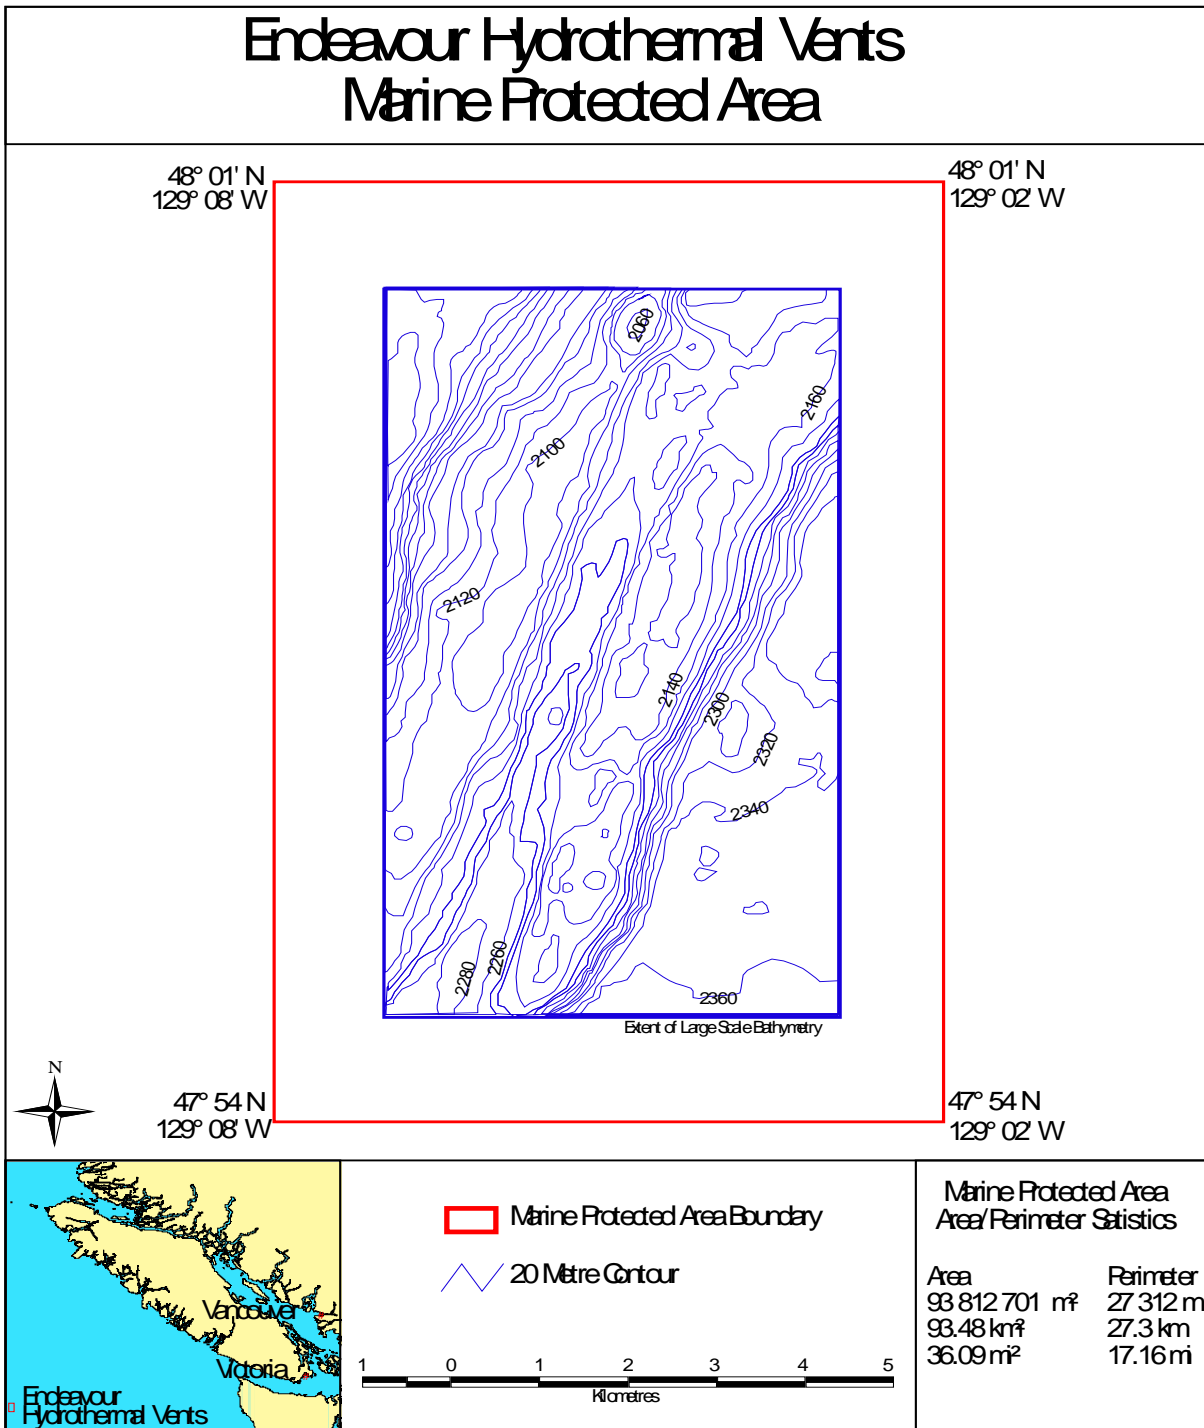 Endeavour Hydrothermal Vents
Marine Protected Area
48° 01' N
129° 08' W
48° 01' N
129° 02' W
2060
2160
2100
2120
2140
2300
2320
2340
2260
2280
2360
Extent of Large Scale Bathymetry
N
47° 54 N
129° 08' W
47° 54 N
129° 02' W
Vancouver
Victoria
Endeavour
Hydrothermal Vents
Marine Protected Area Boundary
20 Metre Contour
1 0 1 2 3 4 5
Kilometres
Marine Protected Area
Area/Perimeter Statistics
Area Perimeter
93 812 701 m² 27 312 m
93.48 km² 27.3 km
36.09 mi² 17.16 mi